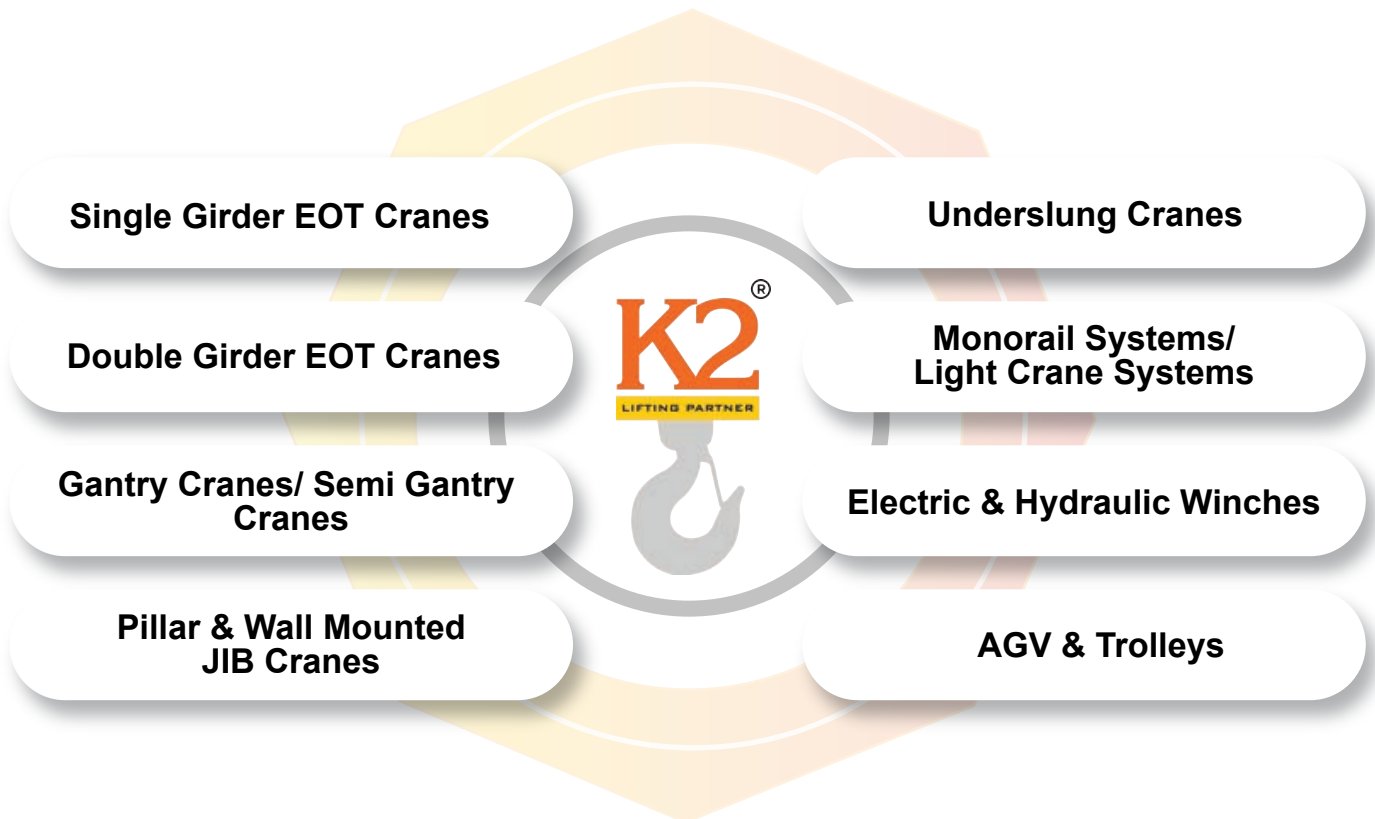 Single Girder EOT Cranes
Double Girder EOT Cranes
Gantry Cranes/ Semi Gantry
Cranes
Pillar & Wall Mounted
JIB Cranes
K2®
LIFTING PARTNER
Underslung Cranes
Monorail Systems/
Light Crane Systems
Electric & Hydraulic Winches
AGV & Trolleys